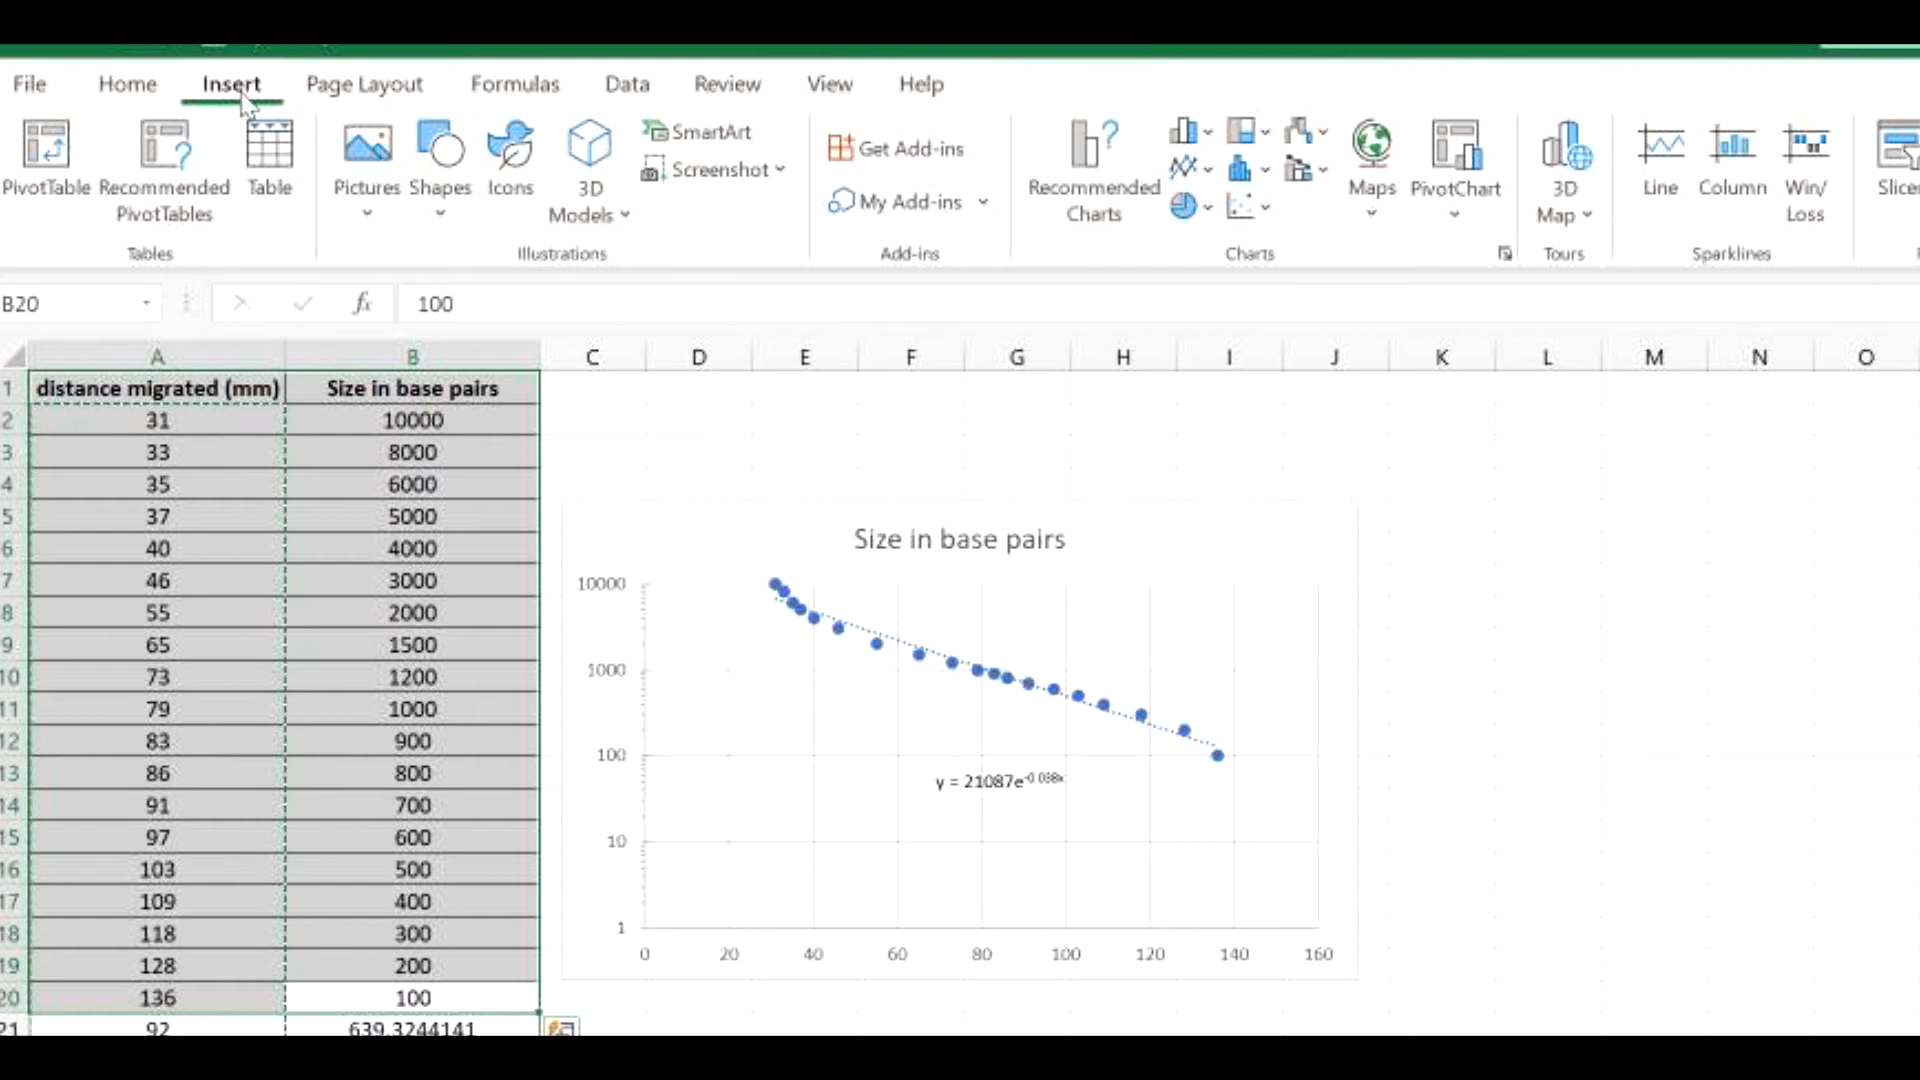 File Home Insert Page Layout Formulas Data Review View Help
SmartArt
Get Add-ins
Screenshot
PivotTable Recommended PivotTables Table Pictures Shapes Icons 3D Models My Add-ins Recommended Charts Maps PivotChart 3D Map Line Column Win/Loss Slicer
Tables Illustrations Add-ins Charts Tours Sparklines
B20 fx 100
A B C D E F G H I J K L M N O
1 distance migrated (mm) Size in base pairs
2 31 10000
3 33 8000
4 35 6000
5 37 5000
6 40 4000
7 46 3000
8 55 2000
9 65 1500
10 73 1200
11 79 1000
12 83 900
13 86 800
14 91 700
15 97 600
16 103 500
17 109 400
18 118 300
19 128 200
20 136 100
21 92 639.3244141
Size in base pairs
10000
1000
100
y = 21087e-0.038x
10
1
0 20 40 60 80 100 120 140 160